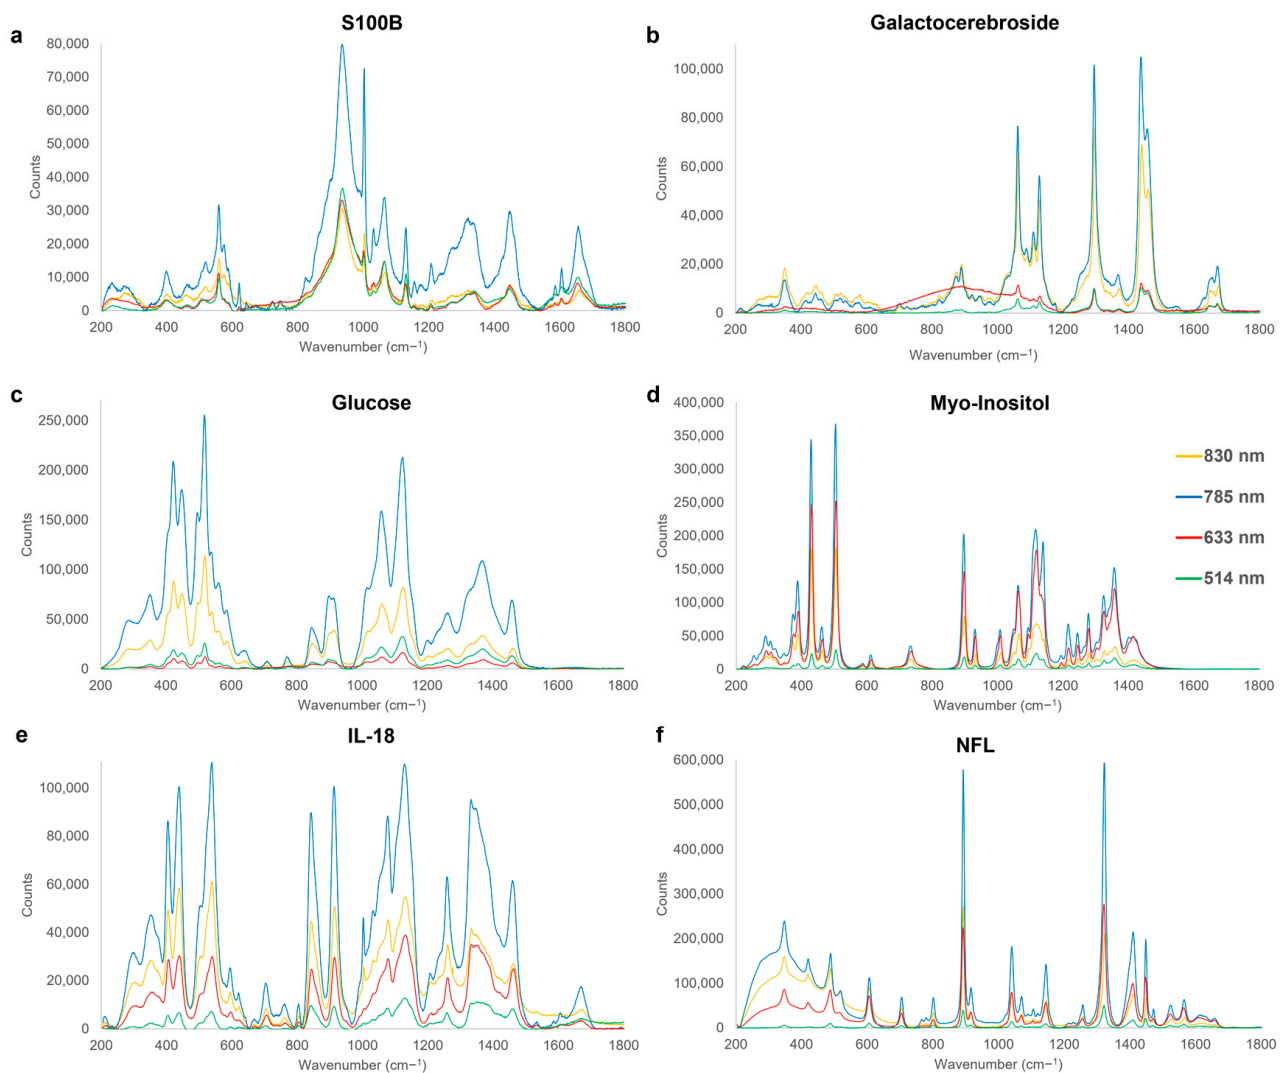 a
S100B
80,000
70,000
60,000
50,000
40,000
30,000
20,000
10,000
0
Counts
200 400 600 800 1000 1200 1400 1600 1800
Wavenumber (cm−1)
b
Galactocerebroside
100,000
80,000
60,000
40,000
20,000
0
Counts
200 400 600 800 1000 1200 1400 1600 1800
Wavenumber (cm−1)
c
Glucose
250,000
200,000
150,000
100,000
50,000
0
Counts
200 400 600 800 1000 1200 1400 1600 1800
Wavenumber (cm−1)
d
Myo-Inositol
400,000
350,000
300,000
250,000
200,000
150,000
100,000
50,000
0
Counts
200 400 600 800 1000 1200 1400 1600 1800
Wavenumber (cm−1)
830 nm
785 nm
633 nm
514 nm
e
IL-18
100,000
80,000
60,000
40,000
20,000
0
Counts
200 400 600 800 1000 1200 1400 1600 1800
Wavenumber (cm−1)
f
NFL
600,000
500,000
400,000
300,000
200,000
100,000
0
Counts
200 400 600 800 1000 1200 1400 1600 1800
Wavenumber (cm−1)